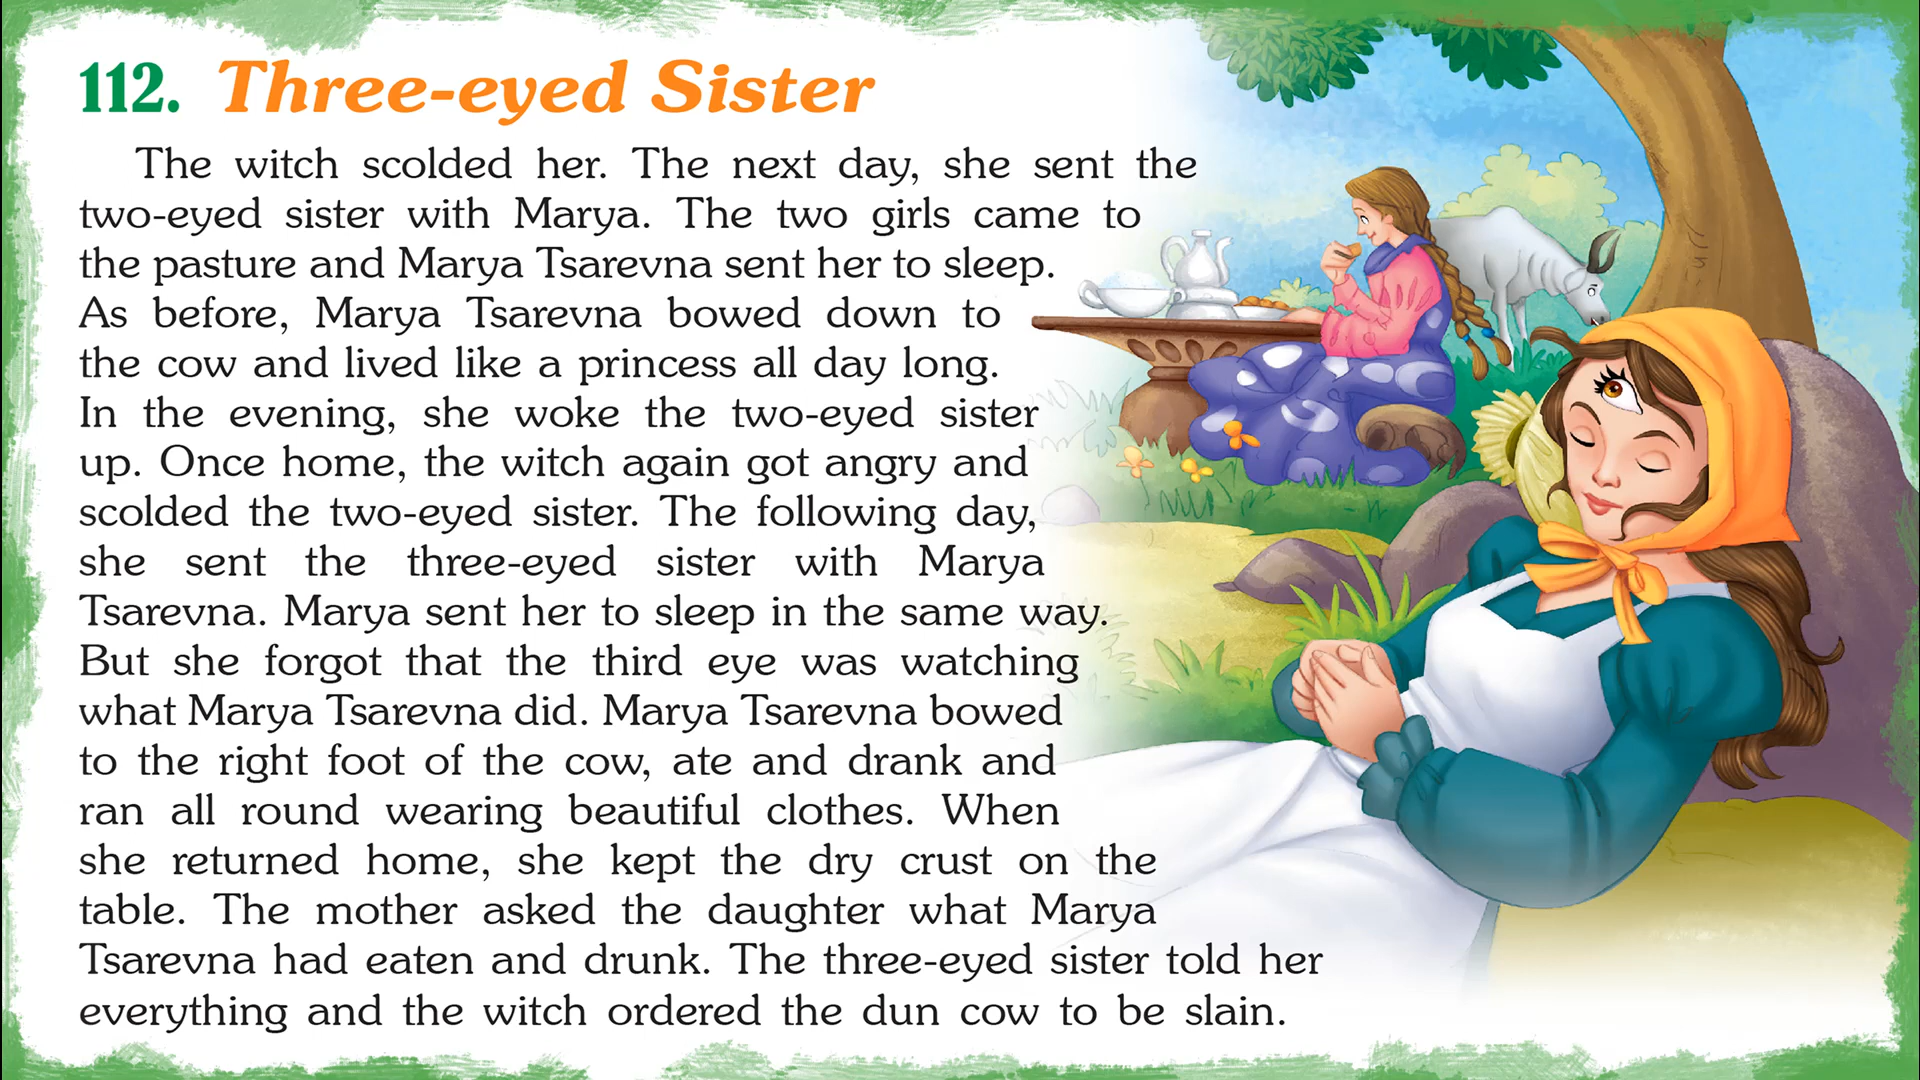 112. Three-eyed Sister
The witch scolded her. The next day, she sent the
two-eyed sister with Marya. The two girls came to
the pasture and Marya Tsarevna sent her to sleep.
As before, Marya Tsarevna bowed down to
the cow and lived like a princess all day long.
In the evening, she woke the two-eyed sister
up. Once home, the witch again got angry and
scolded the two-eyed sister. The following day,
she sent the three-eyed sister with Marya
Tsarevna. Marya sent her to sleep in the same way.
But she forgot that the third eye was watching
what Marya Tsarevna did. Marya Tsarevna bowed
to the right foot of the cow, ate and drank and
ran all round wearing beautiful clothes. When
she returned home, she kept the dry crust on the
table. The mother asked the daughter what Marya
Tsarevna had eaten and drunk. The three-eyed sister told her
everything and the witch ordered the dun cow to be slain.